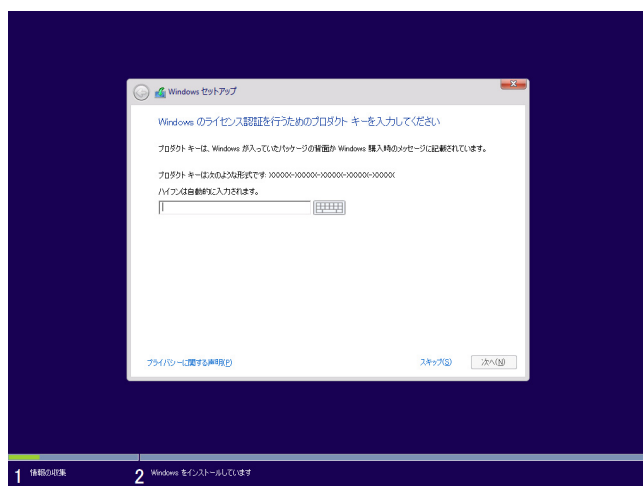 Windows セットアップ
Windows のライセンス認証を行うためのプロダクト キーを入力してください
プロダクト キーは、Windows が入っていたパッケージの背面か Windows 購入時のメッセージに記載されています。
プロダクト キーは次のような形式です: XXXXX-XXXXX-XXXXX-XXXXX-XXXXX
ハイフンは自動的に入力されます。
プライバシーに関する声明(P)
スキップ(S)
次へ(N)
1 情報の収集
2 Windows をインストールしています